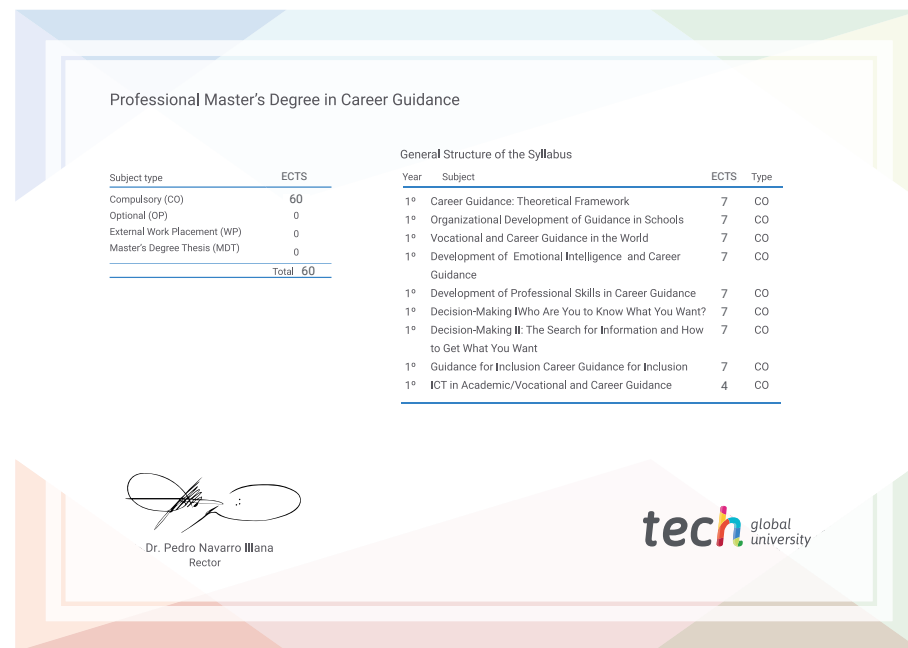 Professional Master's Degree in Career Guidance
Subject type ECTS
Compulsory (CO) 60
Optional (OP) 0
External Work Placement (WP) 0
Master's Degree Thesis (MDT) 0
Total 60
General Structure of the Syllabus
Year Subject ECTS Type
1º Career Guidance: Theoretical Framework 7 CO
1º Organizational Development of Guidance in Schools 7 CO
1º Vocational and Career Guidance in the World 7 CO
1º Development of Emotional Intelligence and Career 7 CO
Guidance
1º Development of Professional Skills in Career Guidance 7 CO
1º Decision-Making IWho Are You to Know What You Want? 7 CO
1º Decision-Making II: The Search for Information and How 7 CO
to Get What You Want
1º Guidance for Inclusion Career Guidance for Inclusion 7 CO
1º ICT in Academic/Vocational and Career Guidance 4 CO
Dr. Pedro Navarro Illana
Rector
tech global
university